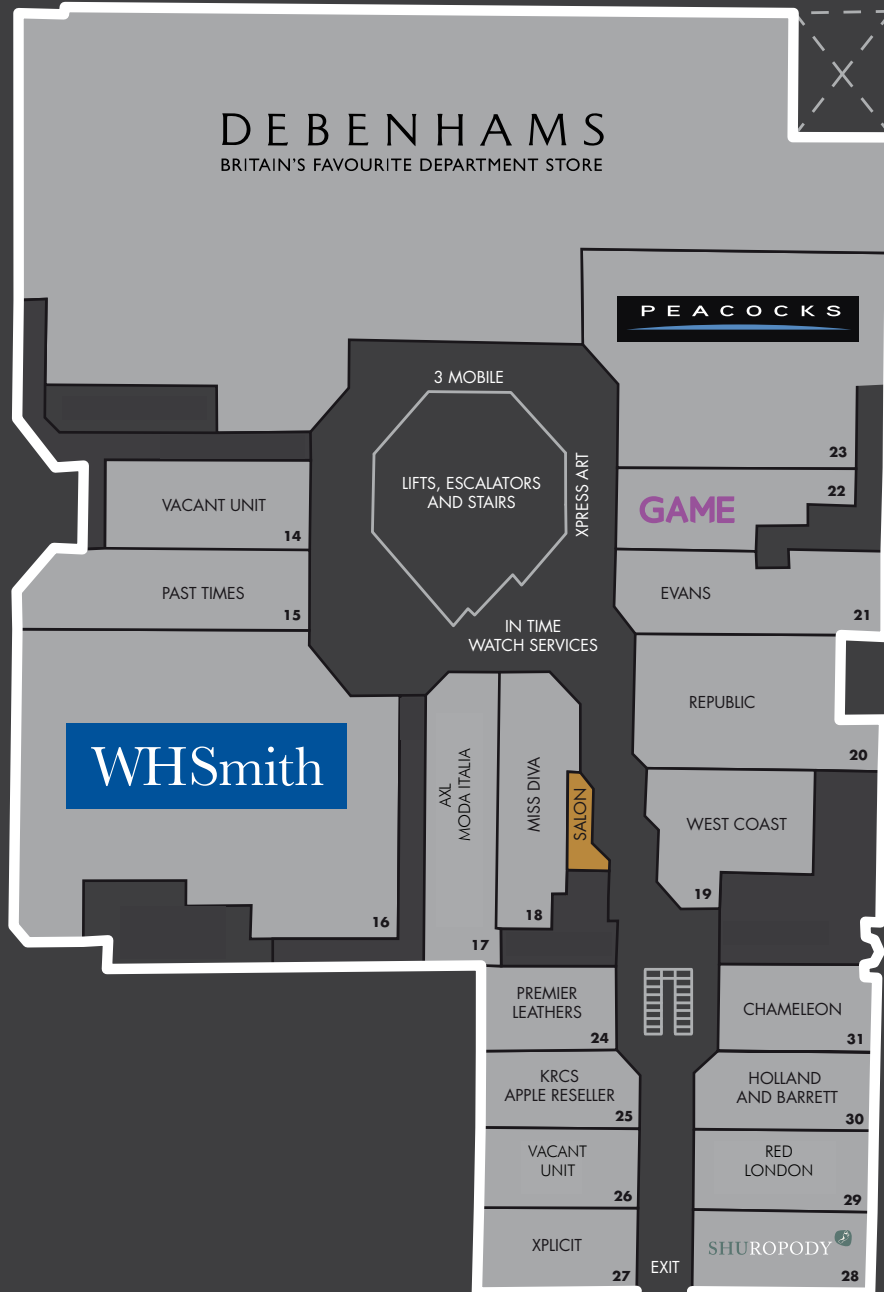 DEBENHAMS
BRITAIN'S FAVOURITE DEPARTMENT STORE
PEACOCKS
23
3 MOBILE
LIFTS, ESCALATORS
AND STAIRS
XPRESS ART
GAME
22
VACANT UNIT
14
PAST TIMES
15
EVANS
21
IN TIME
WATCH SERVICES
REPUBLIC
20
WHSmith
16
AXL
MODA ITALIA
17
MISS DIVA
18
SALON
WEST COAST
19
PREMIER
LEATHERS
24
CHAMELEON
31
KRCS
APPLE RESELLER
25
HOLLAND
AND BARRETT
30
VACANT
UNIT
26
RED
LONDON
29
XPLICIT
27
EXIT
SHUROPODY
28